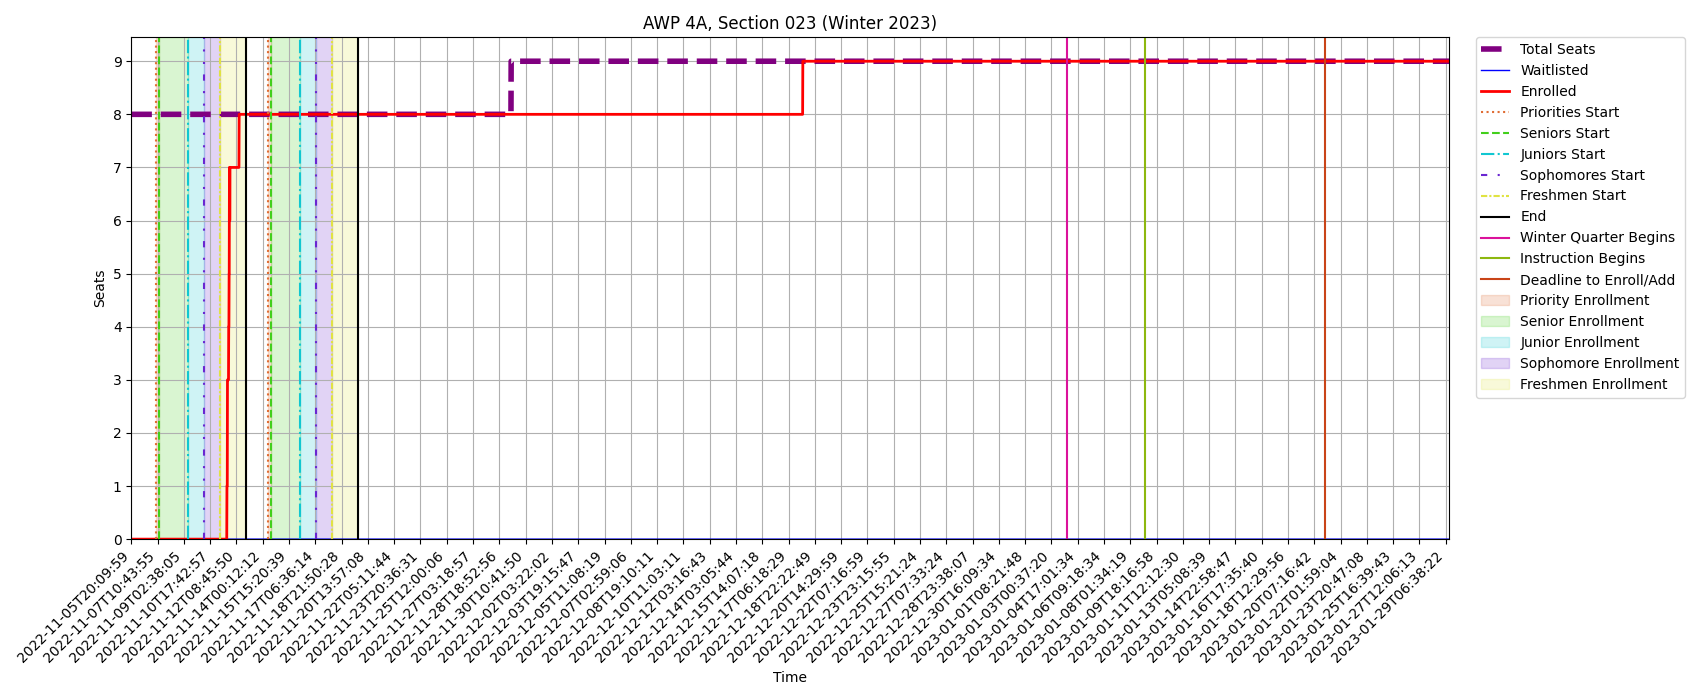 AWP 4A, Section 023 (Winter 2023)
Seats
9
8
7
6
5
4
3
2
1
0
2022-11-05T20:09:59
2022-11-07T10:43:55
2022-11-09T02:38:05
2022-11-10T17:42:57
2022-11-12T08:45:50
2022-11-14T00:12:12
2022-11-15T15:20:39
2022-11-17T06:36:14
2022-11-18T21:50:28
2022-11-20T13:57:08
2022-11-22T05:11:44
2022-11-23T20:36:31
2022-11-25T12:00:06
2022-11-27T03:18:57
2022-11-28T18:52:56
2022-11-30T10:41:50
2022-12-02T03:22:02
2022-12-03T19:15:47
2022-12-05T11:08:19
2022-12-07T02:59:06
2022-12-08T19:10:11
2022-12-10T11:03:11
2022-12-12T03:16:43
2022-12-14T03:05:44
2022-12-15T14:07:18
2022-12-17T06:18:29
2022-12-18T22:22:49
2022-12-20T14:29:59
2022-12-22T07:16:59
2022-12-23T23:15:55
2022-12-25T15:21:24
2022-12-27T07:33:24
2022-12-28T23:38:07
2022-12-30T16:09:34
2023-01-01T08:21:48
2023-01-03T00:37:20
2023-01-04T17:01:34
2023-01-06T09:18:34
2023-01-08T01:34:19
2023-01-09T18:16:58
2023-01-11T12:12:30
2023-01-13T05:08:39
2023-01-14T22:58:47
2023-01-16T17:35:40
2023-01-18T12:29:56
2023-01-20T07:16:42
2023-01-22T01:59:04
2023-01-23T20:47:08
2023-01-25T16:39:43
2023-01-27T12:06:13
2023-01-29T06:38:22
Time
Total Seats
Waitlisted
Enrolled
Priorities Start
Seniors Start
Juniors Start
Sophomores Start
Freshmen Start
End
Winter Quarter Begins
Instruction Begins
Deadline to Enroll/Add
Priority Enrollment
Senior Enrollment
Junior Enrollment
Sophomore Enrollment
Freshmen Enrollment